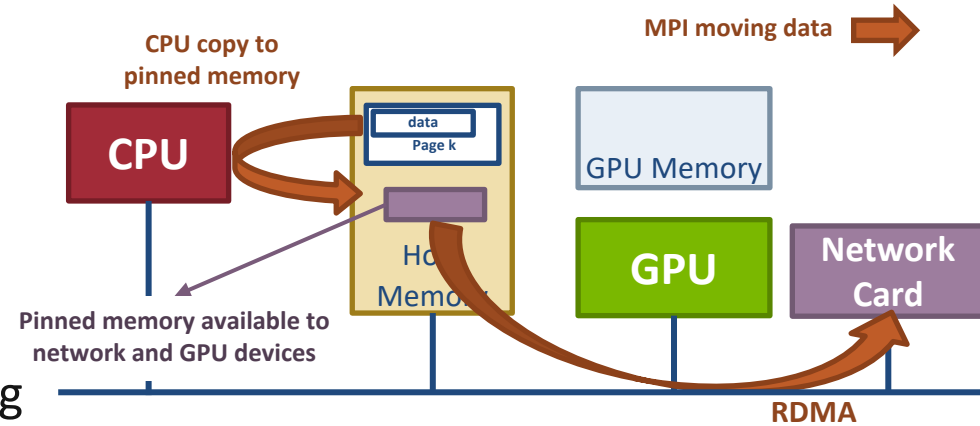 MPI moving data
CPU copy to
pinned memory
data
Page k
CPU
GPU Memory
GPU
Network
Card
Memory
Pinned memory available to
network and GPU devices
g
RDMA